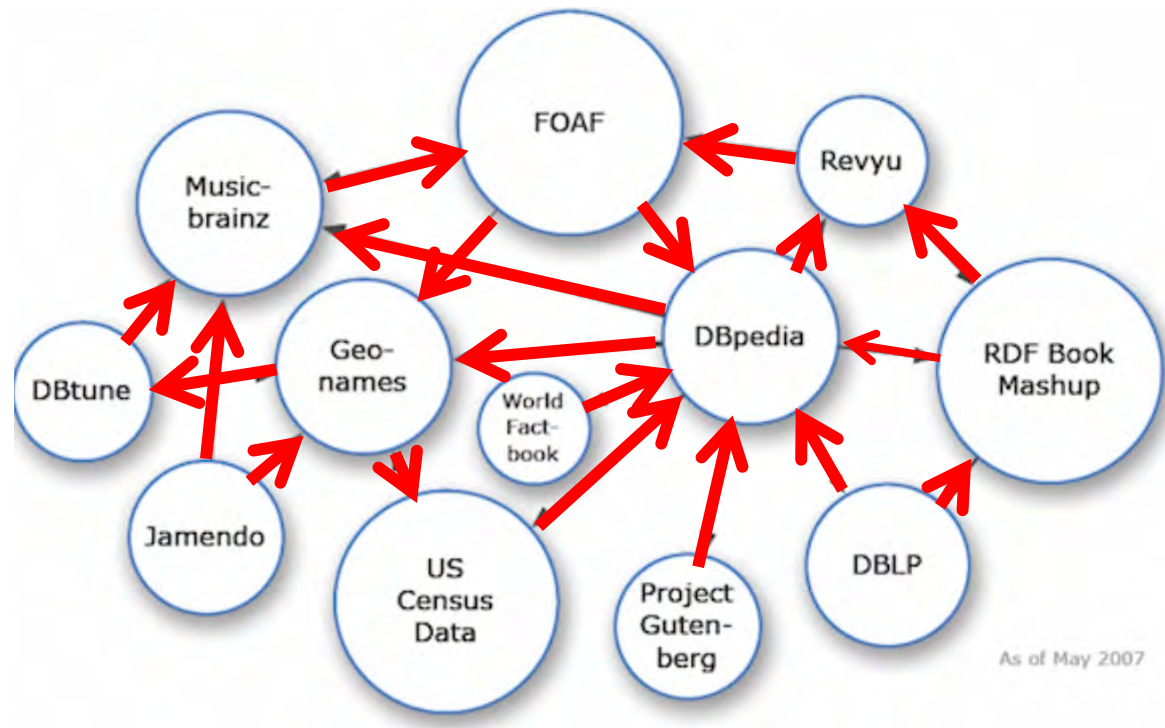 FOAF
Revyu
Music-
brainz
DBpedia
Geo-
names
RDF Book
Mashup
DBtune
World
Fact-
book
Jamendo
US
Census
Data
Project
Guten-
berg
DBLP
As of May 2007